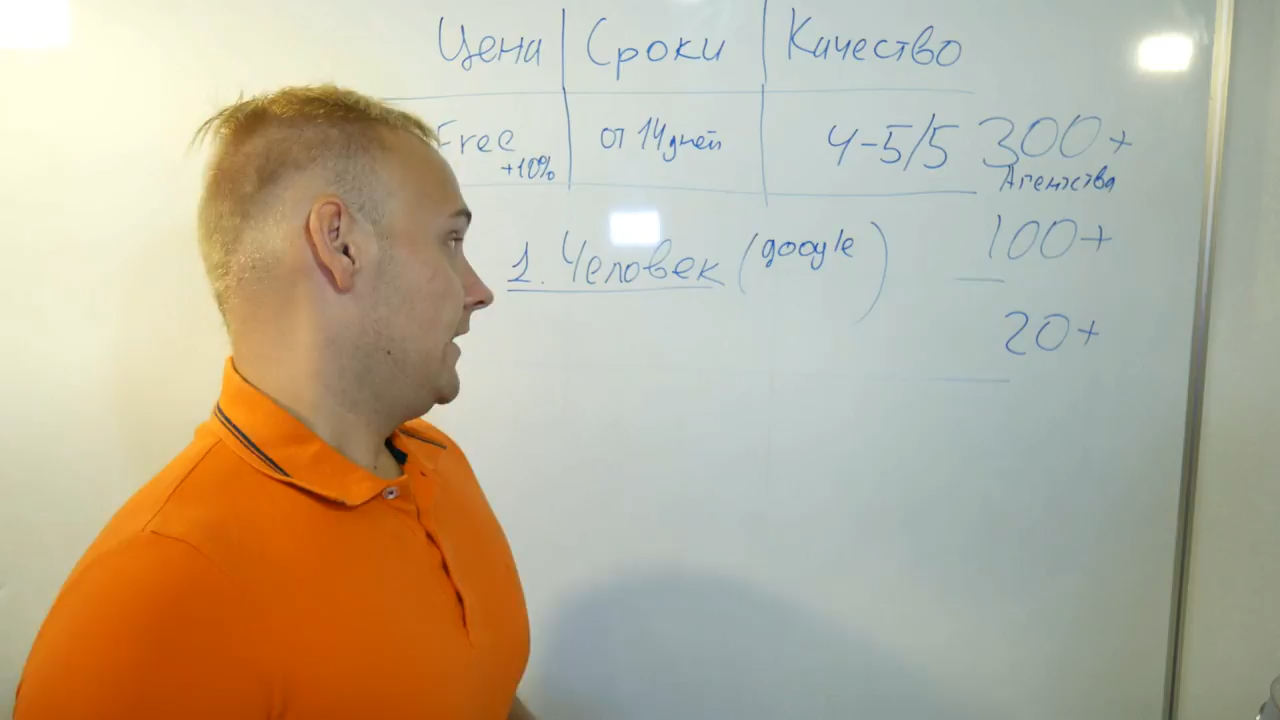 Цена Сроки Качество
Free от 14 дней 4-5/5 300+
+10% Агентства
1. Человек (google) 100+
20+